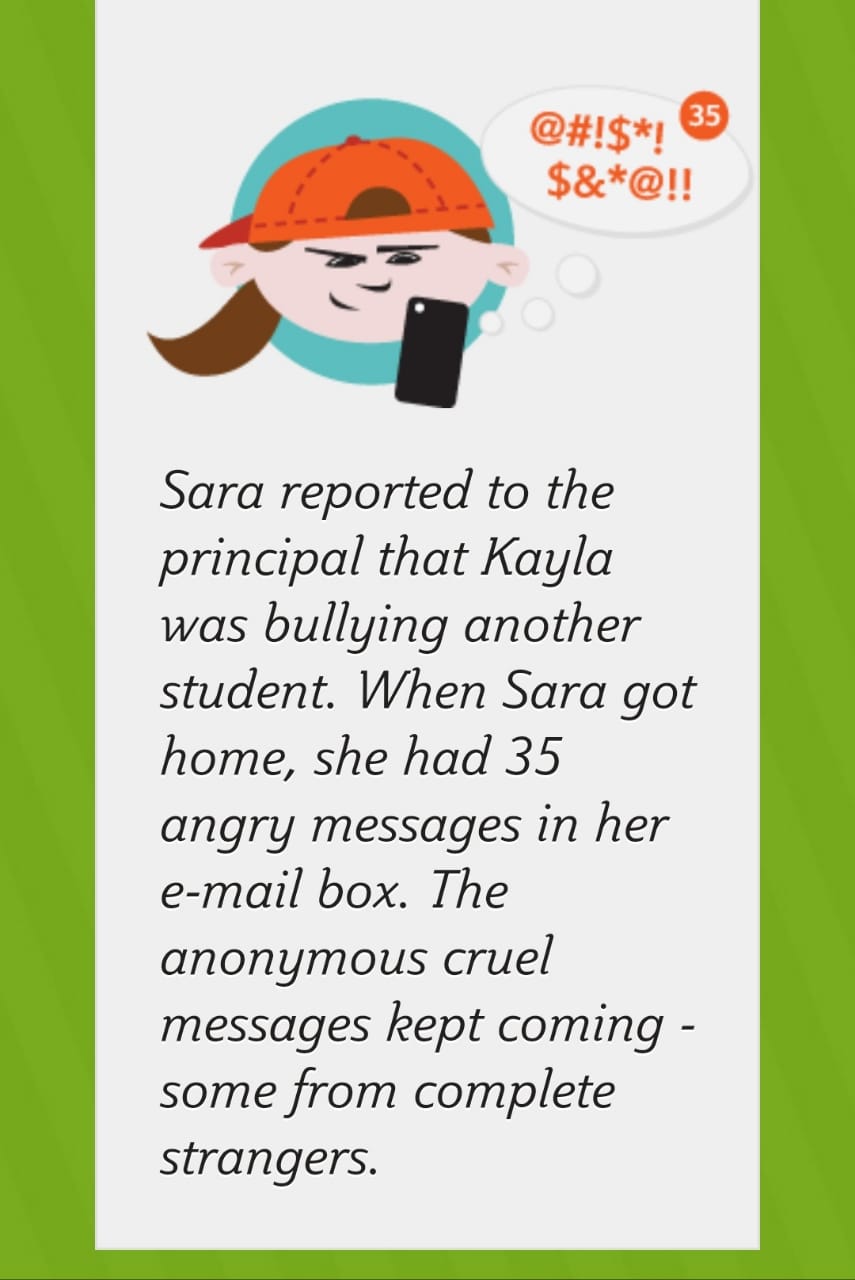 @#!$*!
35
$&*@!!
Sara reported to the
principal that Kayla
was bullying another
student. When Sara got
home, she had 35
angry messages in her
e-mail box. The
anonymous cruel
messages kept coming -
some from complete
strangers.